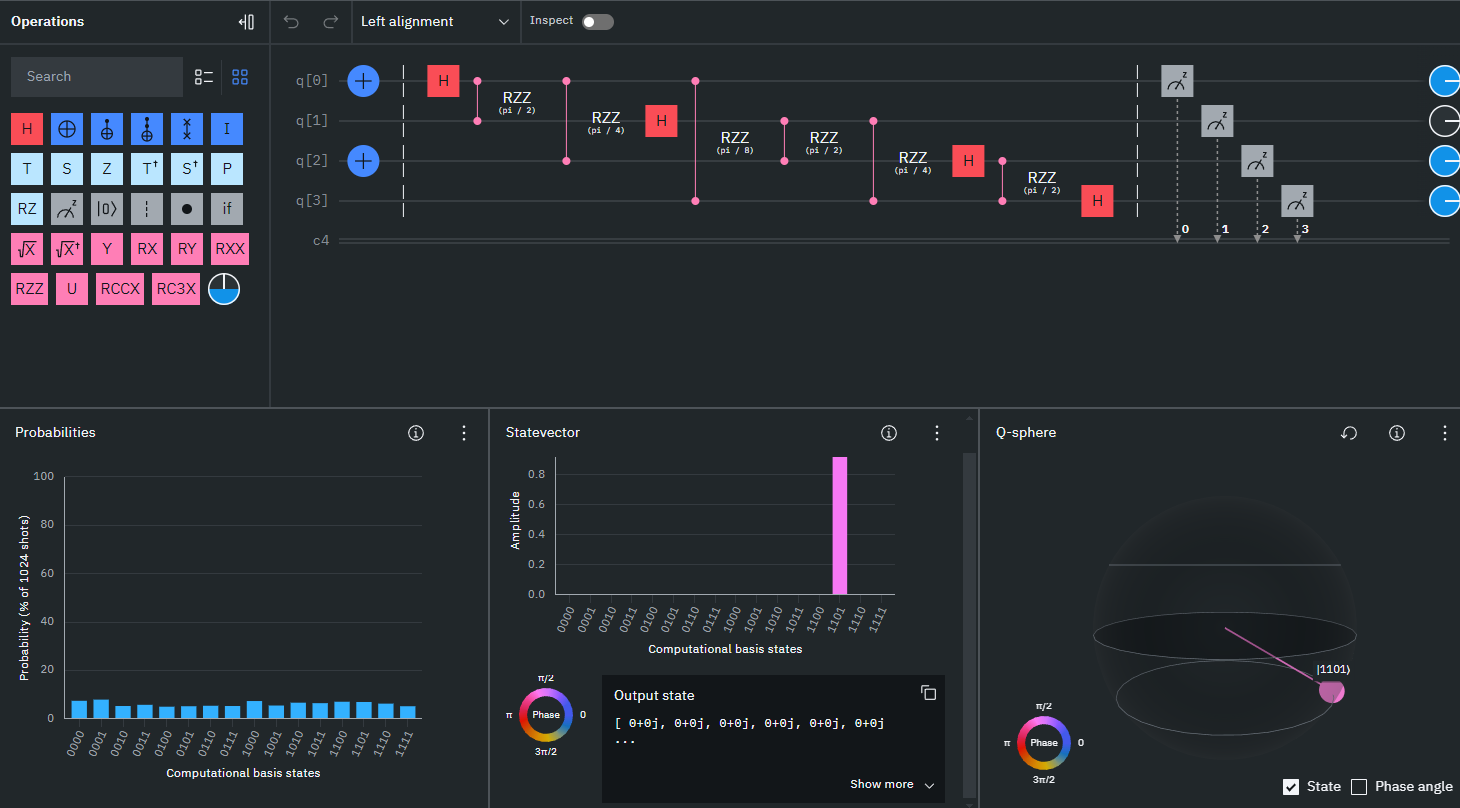 Operations
Left alignment
Inspect
Search
H
I
T S Z T† S† P
RZ |0⟩ if
√X √X† Y RX RY RXX
RZZ U RCCX RC3X
q[0] H z
RZZ
(pi / 2)
q[1] H z
RZZ
(pi / 4)
RZZ
(pi / 8)
RZZ
(pi / 2)
q[2] H z
RZZ
(pi / 4)
RZZ
(pi / 2)
q[3] H z
c4 0 1 2 3
Probabilities
Probability (% of 1024 shots)
100
80
60
40
20
0
0000 0001 0010 0011 0100 0101 0110 0111 1000 1001 1010 1011 1100 1101 1110 1111
Computational basis states
Statevector
Amplitude
0.8
0.6
0.4
0.2
0.0
0000 0001 0010 0011 0100 0101 0110 0111 1000 1001 1010 1011 1100 1101 1110 1111
Computational basis states
π/2
π Phase 0
3π/2
Output state
[ 0+0j, 0+0j, 0+0j, 0+0j, 0+0j, 0+0j
...
Show more
Q-sphere
|1101⟩
π/2
π Phase 0
3π/2
State Phase angle